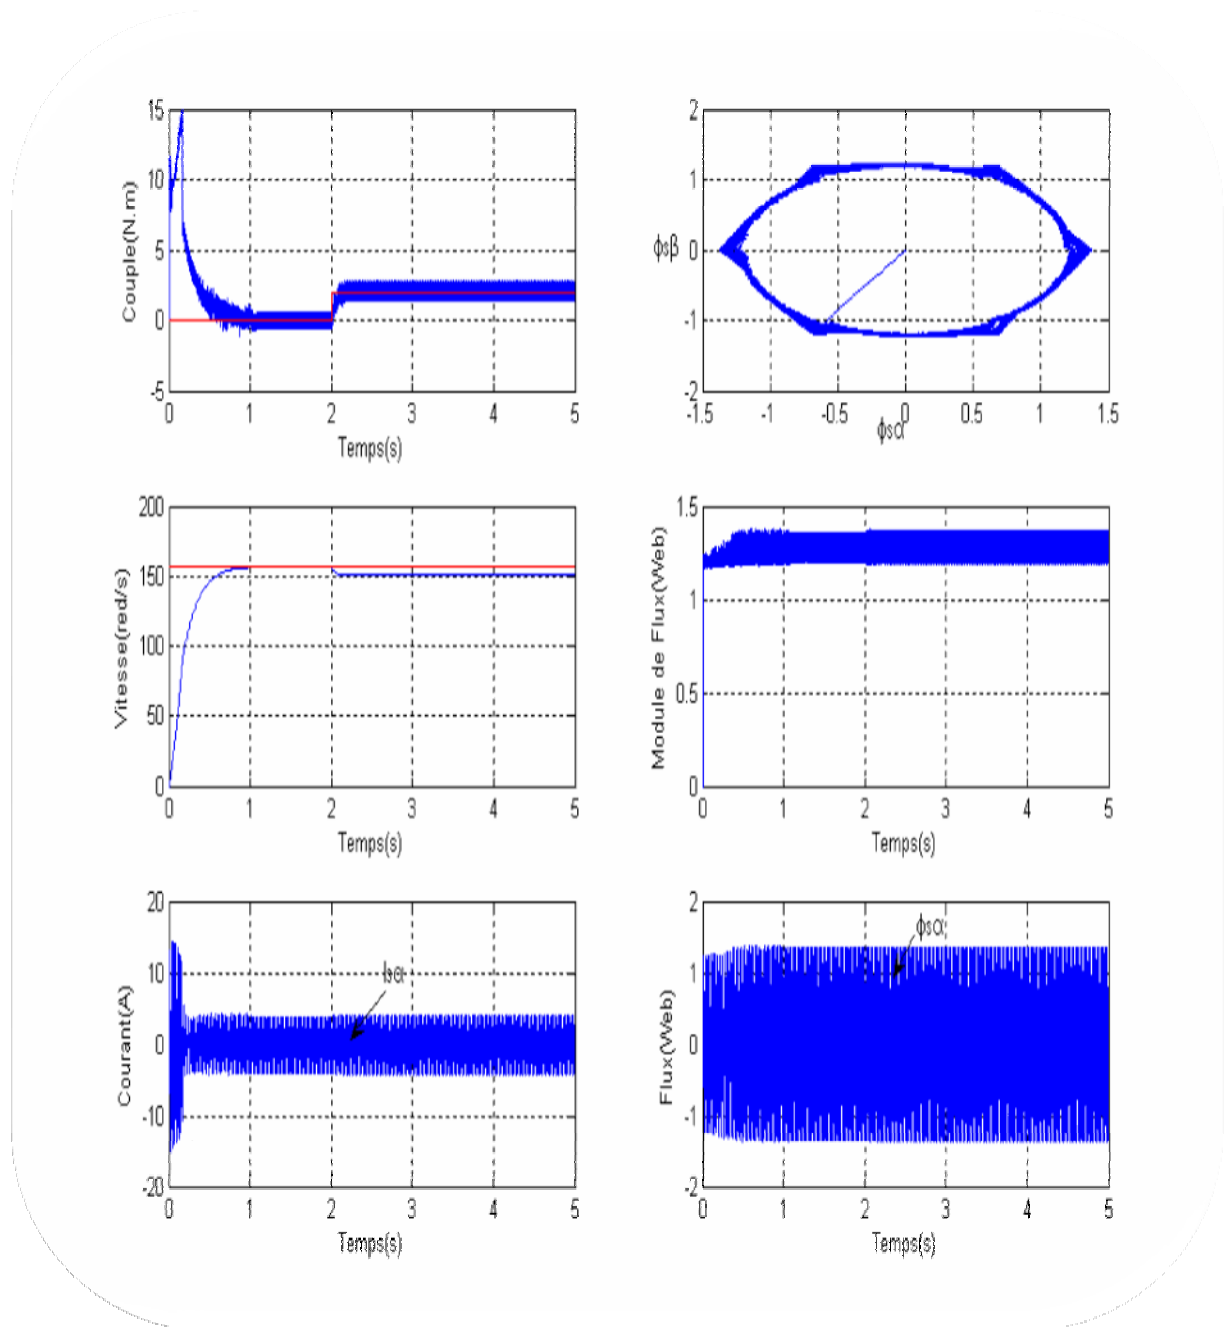 15
10
5
0
-5
Couple(N.m)
0 1 2 3 4 5
Temps(s)
2
1
0
-1
-2
ϕsβ
-1.5 -1 -0.5 0 0.5 1 1.5
ϕsα
200
150
100
50
0
Vitesse(red/s)
0 1 2 3 4 5
Temps(s)
1.5
1
0.5
0
Module de Flux(Web)
0 1 2 3 4 5
Temps(s)
20
10
0
-10
-20
Courant(A)
0 1 2 3 4 5
Temps(s)
2
1
0
-1
-2
Flux(Web)
ϕsα
0 1 2 3 4 5
Temps(s)